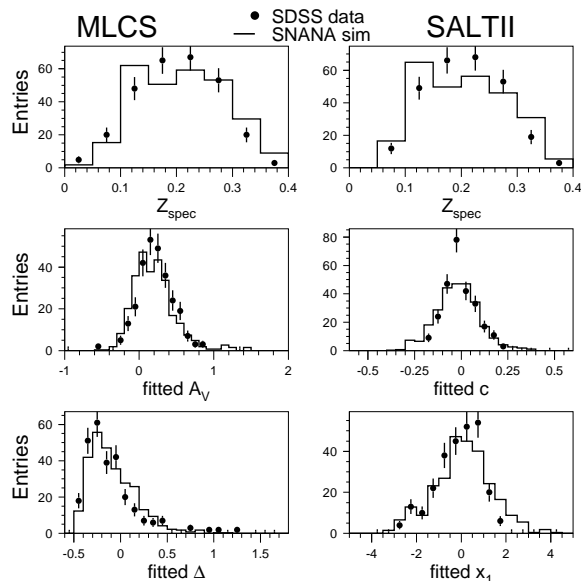 MLCS
SDSS data
SNANA sim
SALTII
Entries
60
40
20
0
0 0.1 0.2 0.3 0.4
Z_spec
60
40
20
0
0 0.1 0.2 0.3 0.4
Z_spec
Entries
40
20
0
-1 0 1 2
fitted A_V
80
60
40
20
0
-0.5 -0.25 0 0.25 0.5
fitted c
Entries
60
40
20
0
-0.5 0 0.5 1 1.5
fitted Δ
60
40
20
0
-4 -2 0 2 4
fitted x_1